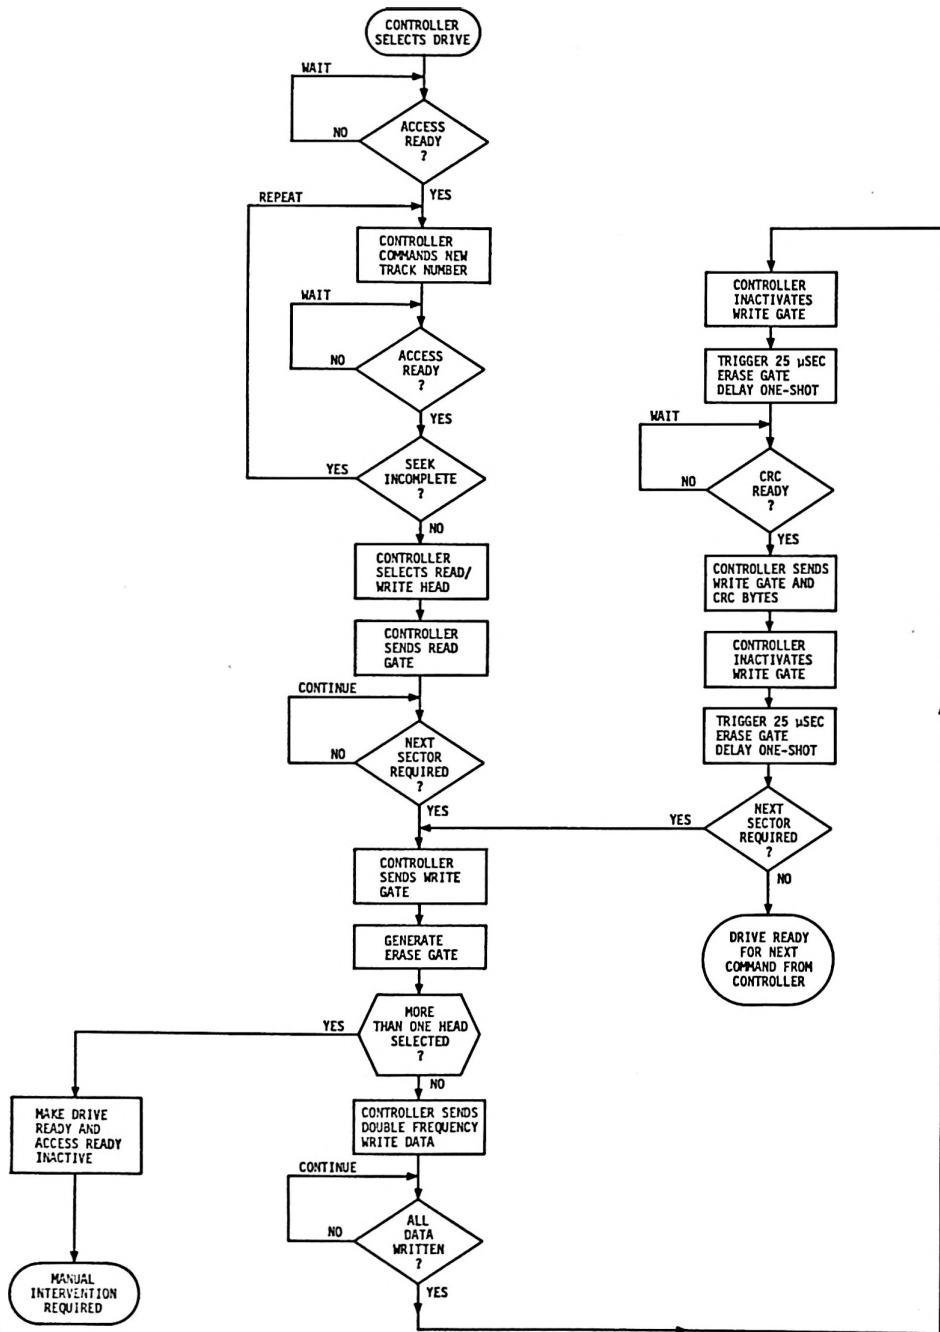 CONTROLLER
SELECTS DRIVE
WAIT
NO
ACCESS
READY
?
YES
REPEAT
CONTROLLER
COMMANDS NEW
TRACK NUMBER
WAIT
NO
ACCESS
READY
?
YES
YES
SEEK
INCOMPLETE
?
NO
CONTROLLER
SELECTS READ/
WRITE HEAD
CONTROLLER
SENDS READ
GATE
CONTINUE
NO
NEXT
SECTOR
REQUIRED
?
YES
CONTROLLER
SENDS WRITE
GATE
GENERATE
ERASE GATE
YES
MORE
THAN ONE HEAD
SELECTED
?
NO
MAKE DRIVE
READY AND
ACCESS READY
INACTIVE
MANUAL
INTERVENTION
REQUIRED
CONTROLLER SENDS
DOUBLE FREQUENCY
WRITE DATA
CONTINUE
NO
ALL
DATA
WRITTEN
?
YES
CONTROLLER
INACTIVATES
WRITE GATE
TRIGGER 25 µSEC
ERASE GATE
DELAY ONE-SHOT
WAIT
NO
CRC
READY
?
YES
CONTROLLER SENDS
WRITE GATE AND
CRC BYTES
CONTROLLER
INACTIVATES
WRITE GATE
TRIGGER 25 µSEC
ERASE GATE
DELAY ONE-SHOT
YES
NEXT
SECTOR
REQUIRED
?
NO
DRIVE READY
FOR NEXT
COMMAND FROM
CONTROLLER